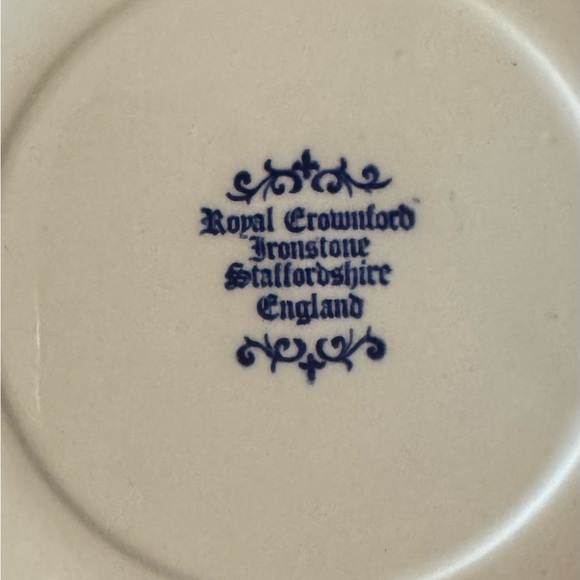 Royal Crownford
Ironstone
Staffordshire
England